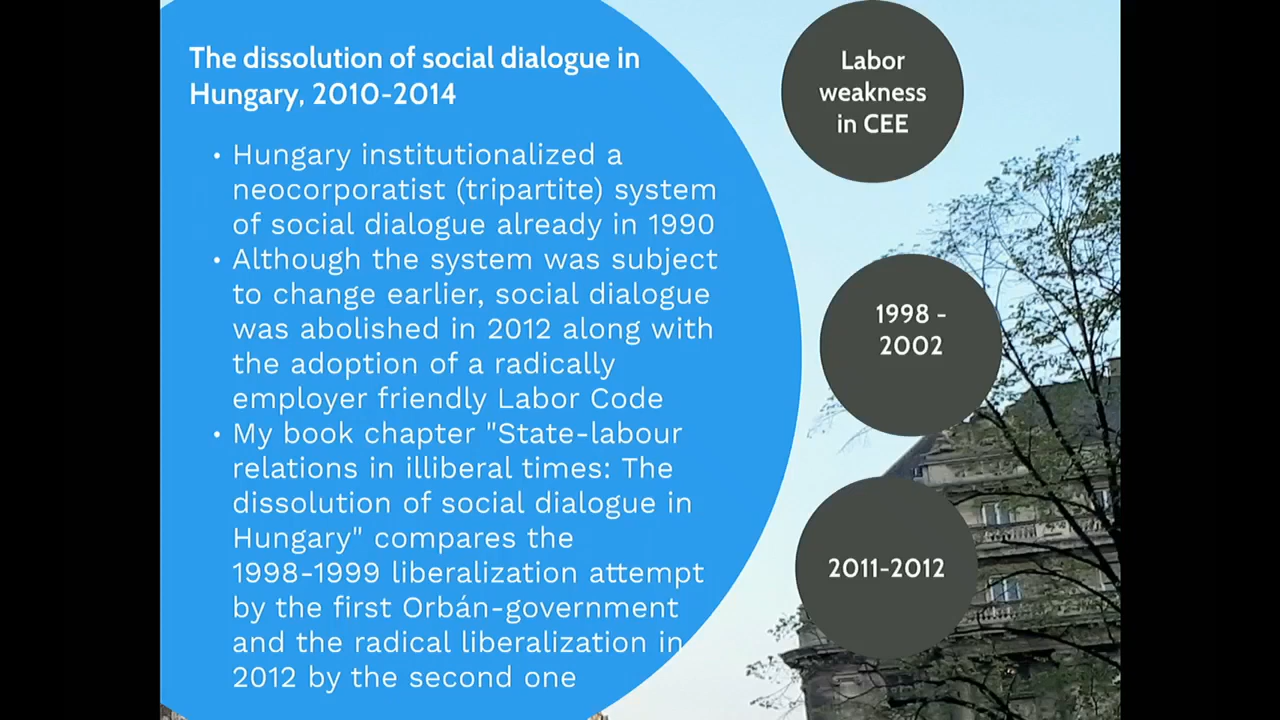 The dissolution of social dialogue in
Hungary, 2010-2014
• Hungary institutionalized a
neocorporatist (tripartite) system
of social dialogue already in 1990
• Although the system was subject
to change earlier, social dialogue
was abolished in 2012 along with
the adoption of a radically
employer friendly Labor Code
• My book chapter "State-labour
relations in illiberal times: The
dissolution of social dialogue in
Hungary" compares the
1998-1999 liberalization attempt
by the first Orbán-government
and the radical liberalization in
2012 by the second one
Labor
weakness
in CEE
1998 -
2002
2011-2012